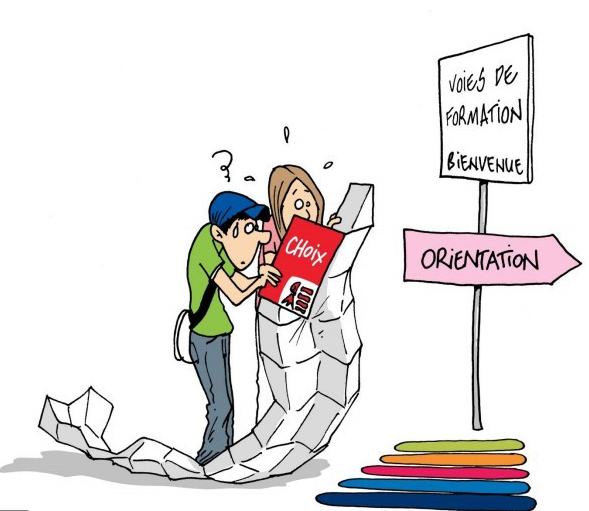 VOIES DE
FORMATION
BIENVENUE
ORIENTATION
CHOIX